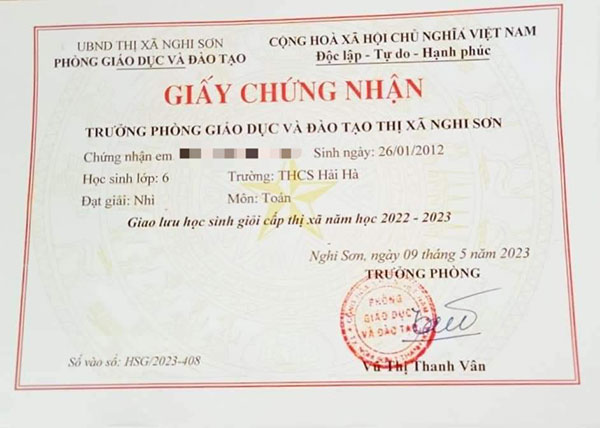 UBND THỊ XÃ NGHI SƠN
PHÒNG GIÁO DỤC VÀ ĐÀO TẠO
CỘNG HOÀ XÃ HỘI CHỦ NGHĨA VIỆT NAM
Độc lập - Tự do - Hạnh phúc
GIẤY CHỨNG NHẬN
TRƯỞNG PHÒNG GIÁO DỤC VÀ ĐÀO TẠO THỊ XÃ NGHI SƠN
Chứng nhận em Sinh ngày: 26/01/2012
Học sinh lớp: 6 Trường: THCS Hải Hà
Đạt giải: Nhì Môn: Toán
Giao lưu học sinh giỏi cấp thị xã năm học 2022 - 2023
Nghi Sơn, ngày 09 tháng 5 năm 2023
TRƯỞNG PHÒNG
PHÒNG
GIÁO DỤC
VÀ ĐÀO TẠO
Vũ Thị Thanh Vân
Số vào sổ: HSG/2023-408